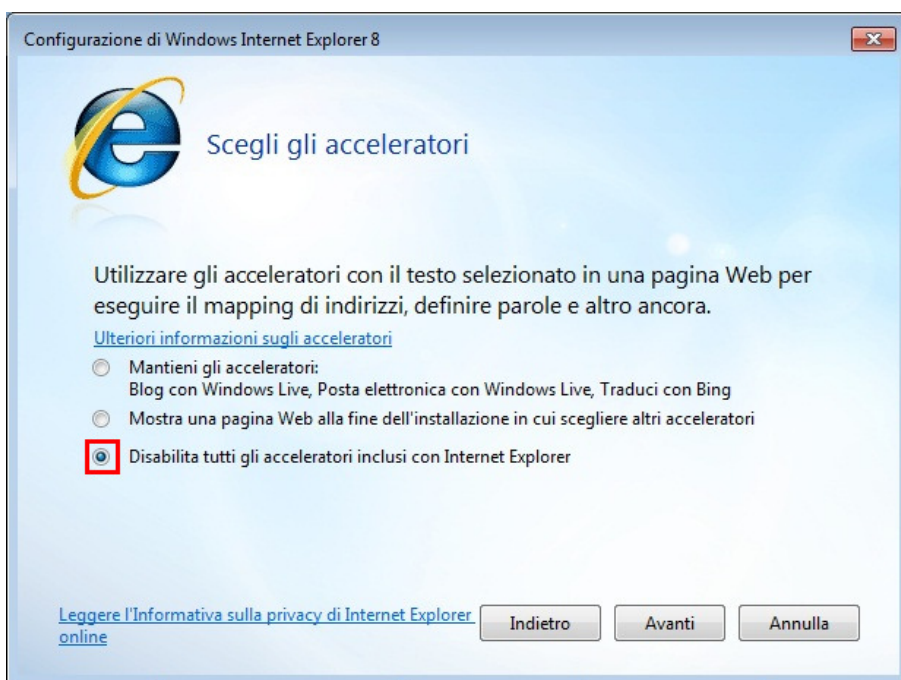 Configurazione di Windows Internet Explorer 8
Scegli gli acceleratori
Utilizzare gli acceleratori con il testo selezionato in una pagina Web per
eseguire il mapping di indirizzi, definire parole e altro ancora.
Ulteriori informazioni sugli acceleratori
Mantieni gli acceleratori:
Blog con Windows Live, Posta elettronica con Windows Live, Traduci con Bing
Mostra una pagina Web alla fine dell'installazione in cui scegliere altri acceleratori
Disabilita tutti gli acceleratori inclusi con Internet Explorer
Leggere l'Informativa sulla privacy di Internet Explorer
online
Indietro
Avanti
Annulla